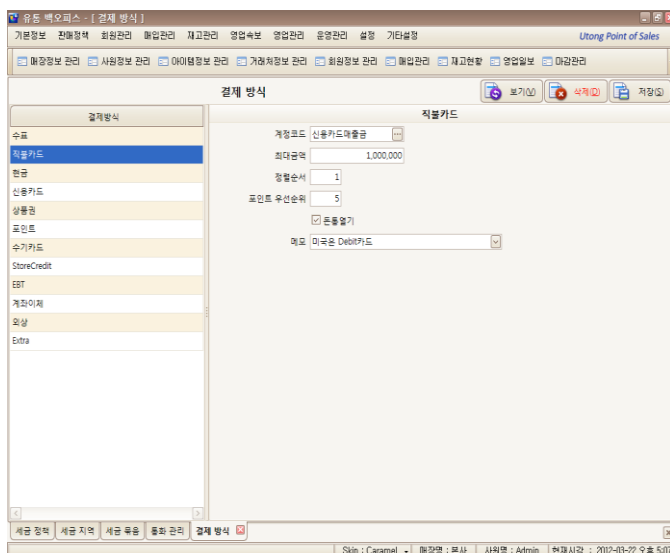 유통 백오피스 - [ 결제 방식 ]
기본정보 판매정책 회원관리 매입관리 재고관리 영업속보 영업관리 운영관리 설정 기타설정 Utong Point of Sales
매장정보 관리 사원정보 관리 아이템정보 관리 거래처정보 관리 회원정보 관리 매입관리 재고현황 영업일보 마감관리
결제 방식 보기(V) 삭제(D) 저장(S)
결제방식 직불카드
수표 계정코드 신용카드매출금
직불카드 최대금액 1,000,000
현금 정렬순서 1
신용카드 포인트 우선순위 5
상품권 돈통열기
포인트 메모 미국은 Debit카드
수기카드
StoreCredit
EBT
계좌이체
외상
Extra
세금 정책 세금 지역 세금 묶음 통화 관리 결제 방식
Skin : Caramel 매장명 : 본사 사원명 : Admin 현재시각 : 2012-03-22 오후 5:0